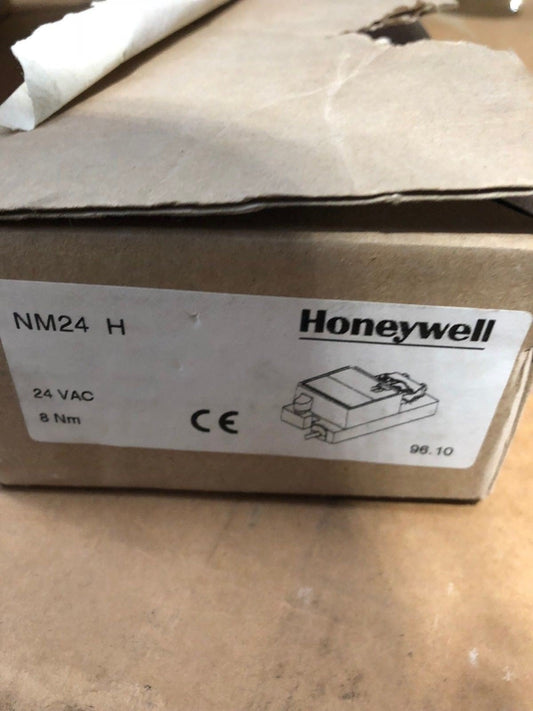 NM24 H
Honeywell
24 VAC
8 Nm
CE
96.10